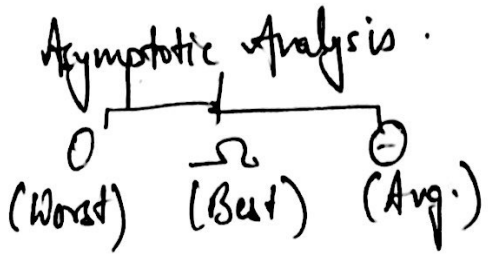 Asymptotic Analysis.
O Ω Θ
(Worst) (Best) (Avg.)